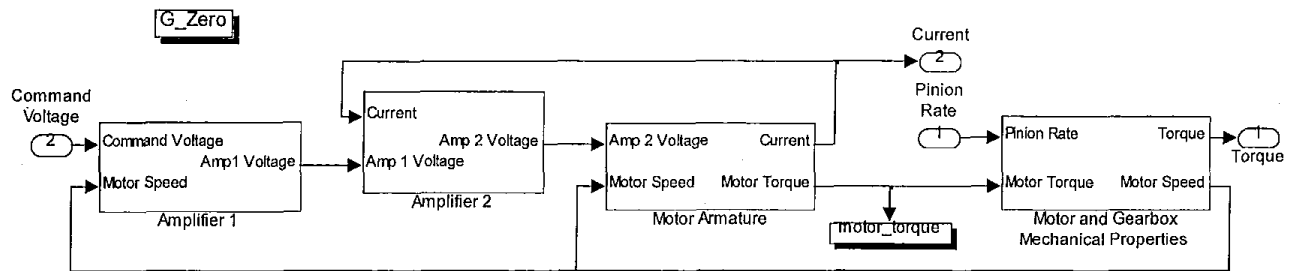 G_Zero
Current
2
Command
Voltage
2
Pinion
Rate
1
Current
Amp 2 Voltage
Amp 1 Voltage
Amplifier 2
Command Voltage
Amp1 Voltage
Motor Speed
Amplifier 1
Amp 2 Voltage
Current
Motor Speed
Motor Torque
Motor Armature
motor_torque
Pinion Rate
Torque
Motor Torque
Motor Speed
Motor and Gearbox
Mechanical Properties
1
Torque